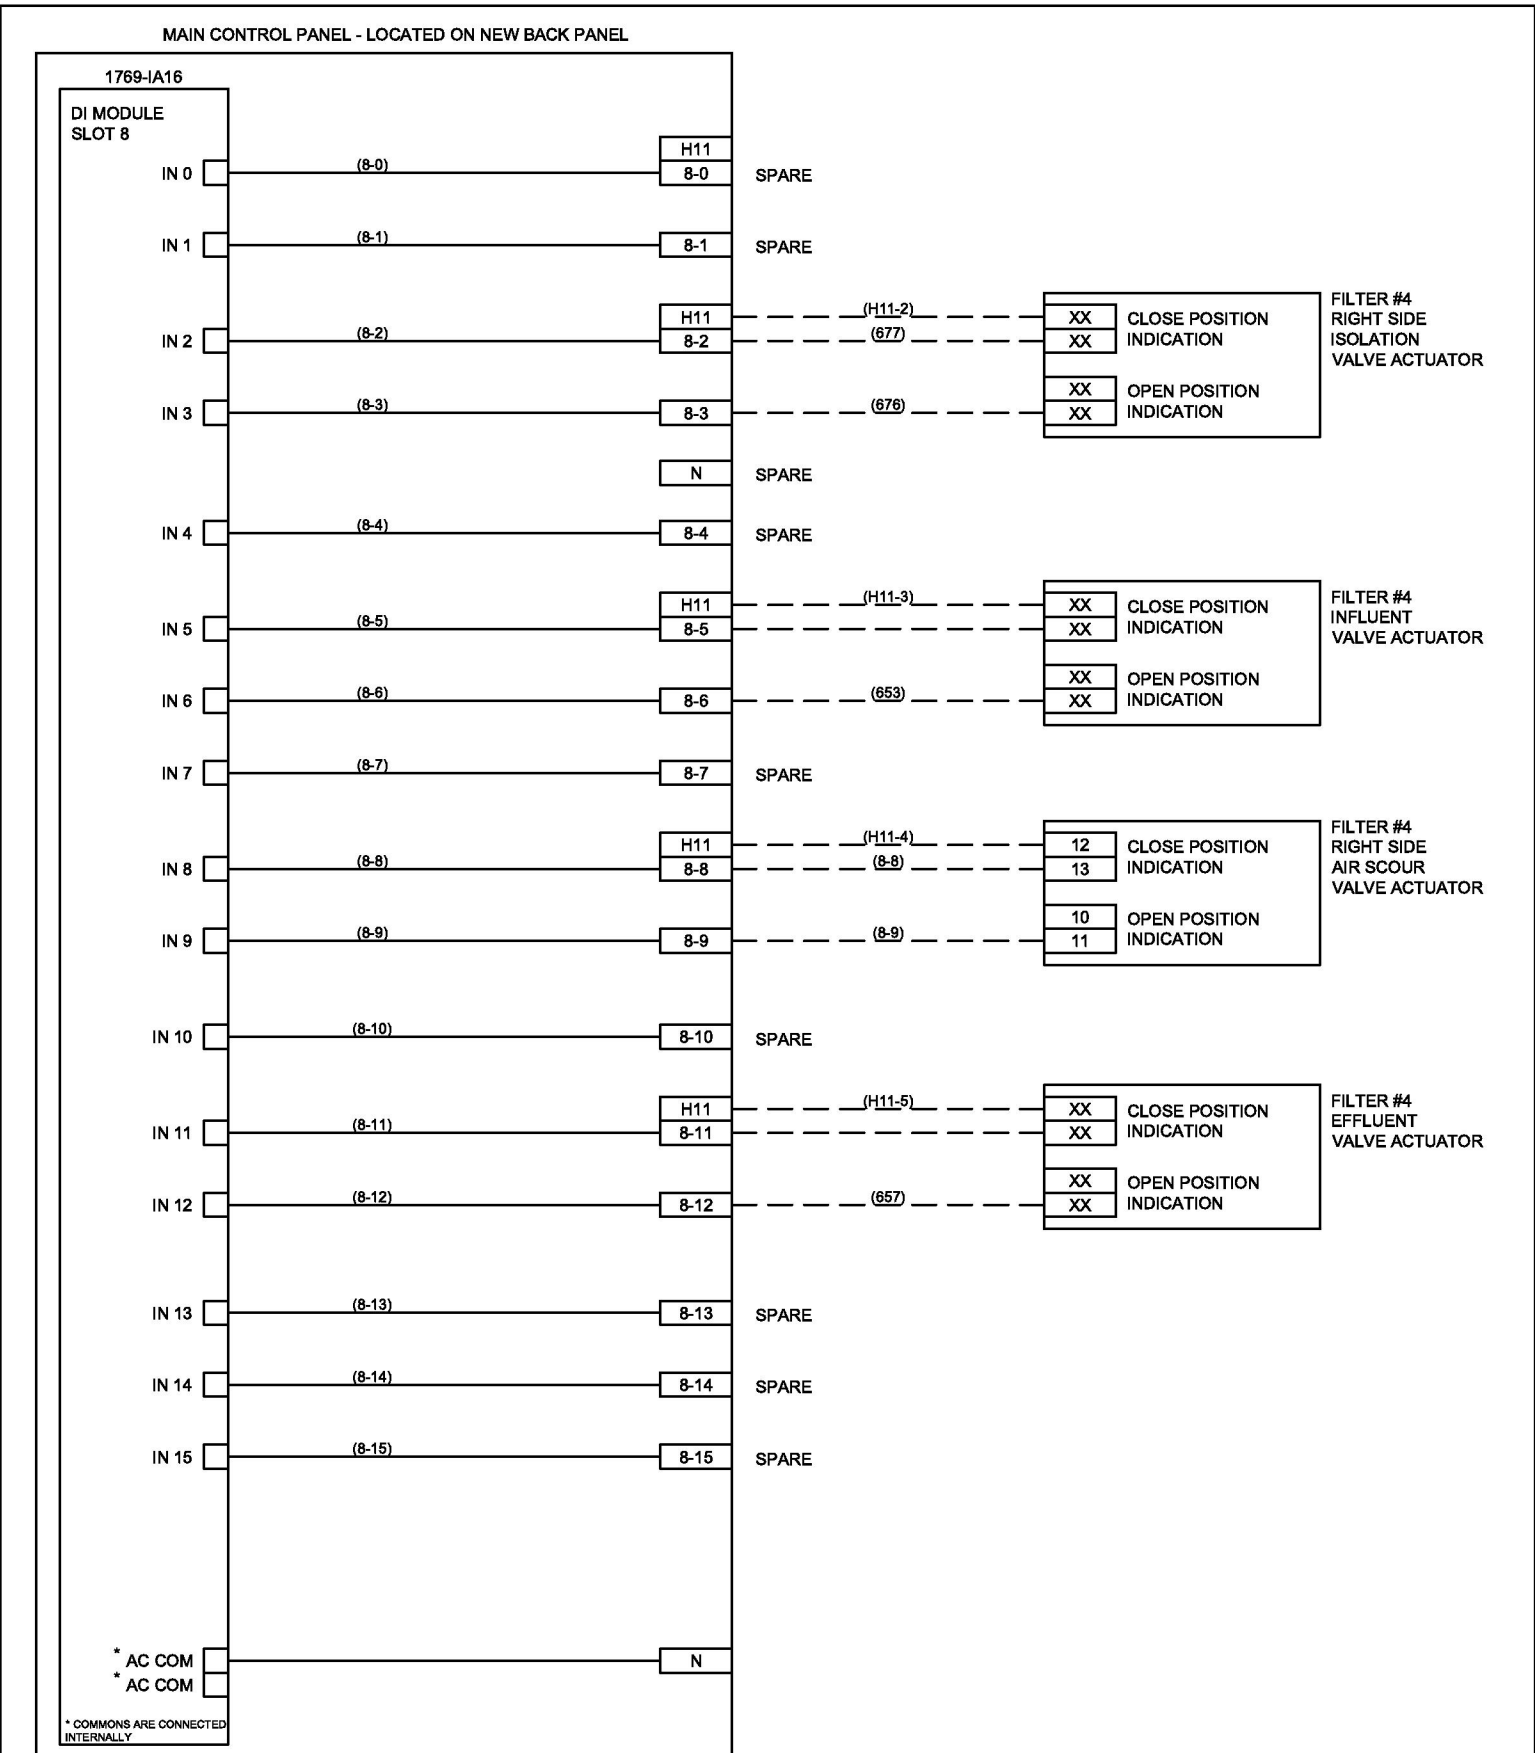 MAIN CONTROL PANEL - LOCATED ON NEW BACK PANEL
1769-IA16
DI MODULE
SLOT 8
H11
IN 0 (8-0) 8-0 SPARE
IN 1 (8-1) 8-1 SPARE
H11 (H11-2) XX CLOSE POSITION
IN 2 (8-2) 8-2 (677) XX INDICATION
FILTER #4
RIGHT SIDE
ISOLATION
VALVE ACTUATOR
XX OPEN POSITION
IN 3 (8-3) 8-3 (676) XX INDICATION
N SPARE
IN 4 (8-4) 8-4 SPARE
H11 (H11-3) XX CLOSE POSITION
IN 5 (8-5) 8-5 XX INDICATION
FILTER #4
INFLUENT
VALVE ACTUATOR
XX OPEN POSITION
IN 6 (8-6) 8-6 (653) XX INDICATION
IN 7 (8-7) 8-7 SPARE
H11 (H11-4) 12 CLOSE POSITION
IN 8 (8-8) 8-8 (8-8) 13 INDICATION
FILTER #4
RIGHT SIDE
AIR SCOUR
VALVE ACTUATOR
10 OPEN POSITION
IN 9 (8-9) 8-9 (8-9) 11 INDICATION
IN 10 (8-10) 8-10 SPARE
H11 (H11-5) XX CLOSE POSITION
IN 11 (8-11) 8-11 XX INDICATION
FILTER #4
EFFLUENT
VALVE ACTUATOR
XX OPEN POSITION
IN 12 (8-12) 8-12 (657) XX INDICATION
IN 13 (8-13) 8-13 SPARE
IN 14 (8-14) 8-14 SPARE
IN 15 (8-15) 8-15 SPARE
* AC COM N
* AC COM
* COMMONS ARE CONNECTED
INTERNALLY